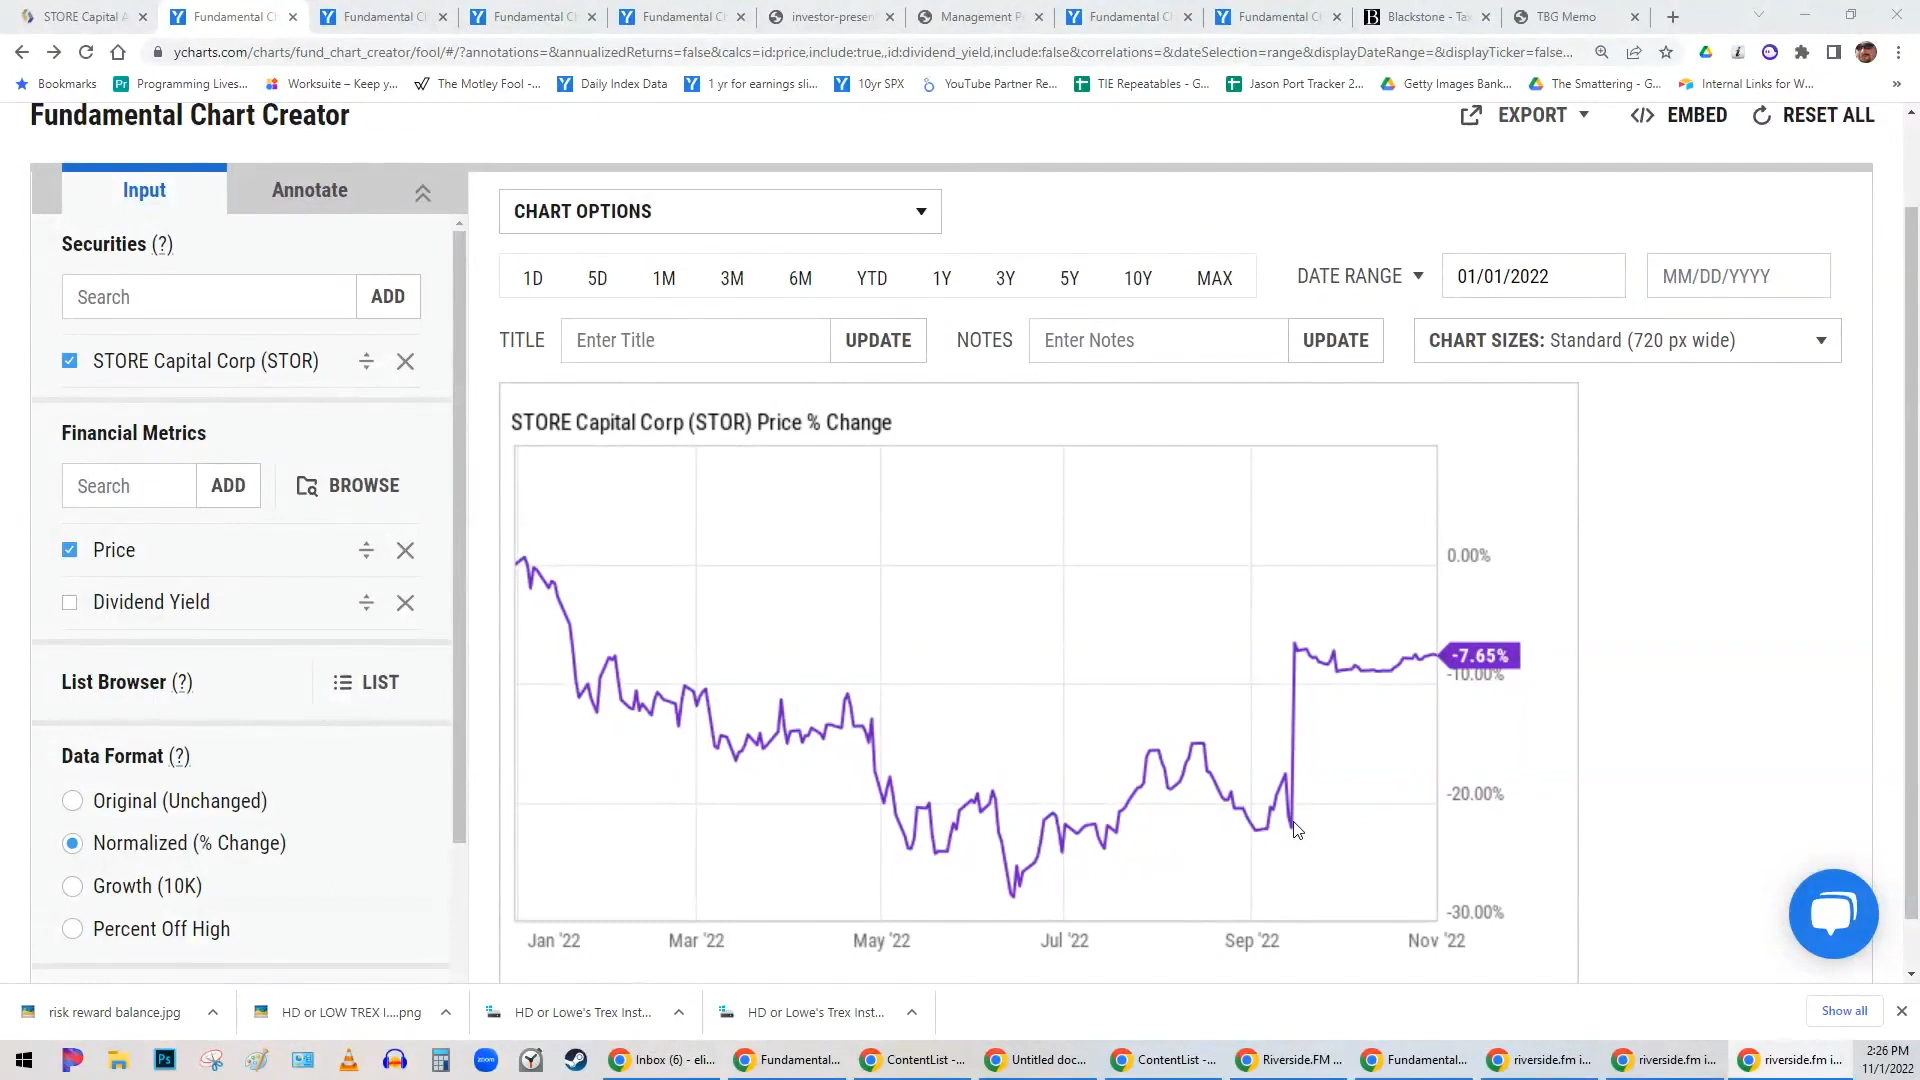 STORE Capital A
Fundamental Ch
Fundamental C
Fundamental C
Fundamental C
investor-presen
Management P
Fundamental C
Fundamental C
Blackstone - Ta
TBG Memo
ycharts.com/charts/fund_chart_creator/fool/#/?annotations=&annualizedReturns=false&calcs=id:price,include:true,,id:dividend_yield,include:false&correlations=&dateSelection=range&displayDateRange=&displayTicker=false...
Bookmarks
Programming Lives...
Worksuite – Keep y...
The Motley Fool -...
Daily Index Data
1 yr for earnings sli...
10yr SPX
YouTube Partner Re...
TIE Repeatables - G...
Jason Port Tracker 2...
Getty Images Bank...
The Smattering - G...
Internal Links for W...
Fundamental Chart Creator
EXPORT
EMBED
RESET ALL
Input
Annotate
Securities (?)
Search
ADD
STORE Capital Corp (STOR)
Financial Metrics
Search
ADD
BROWSE
Price
Dividend Yield
List Browser (?)
LIST
Data Format (?)
Original (Unchanged)
Normalized (% Change)
Growth (10K)
Percent Off High
CHART OPTIONS
1D 5D 1M 3M 6M YTD 1Y 3Y 5Y 10Y MAX
DATE RANGE
01/01/2022
MM/DD/YYYY
TITLE
Enter Title
UPDATE
NOTES
Enter Notes
UPDATE
CHART SIZES: Standard (720 px wide)
STORE Capital Corp (STOR) Price % Change
0.00%
-7.65%
-10.00%
-20.00%
-30.00%
Jan '22
Mar '22
May '22
Jul '22
Sep '22
Nov '22
risk reward balance.jpg
HD or LOW TREX I....png
HD or Lowe's Trex Inst...
HD or Lowe's Trex Inst...
Show all
Pr
Ps
zoom
Inbox (6) - eli...
Fundamental...
ContentList -...
Untitled doc...
ContentList -...
Riverside.FM ...
Fundamental...
riverside.fm i...
riverside.fm i...
riverside.fm i...
2:26 PM
11/1/2022